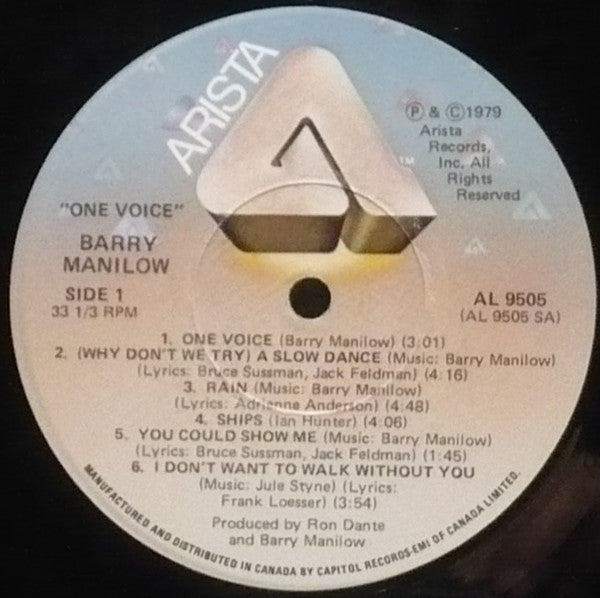 ARISTA
Ⓟ & ©1979
Arista
Records,
Inc. All
Rights
Reserved
TM
"ONE VOICE"
BARRY
MANILOW
SIDE 1
33 1/3 RPM
AL 9505
(AL 9505 SA)
1. ONE VOICE (Barry Manilow) (3:01)
2. (WHY DON'T WE TRY) A SLOW DANCE (Music: Barry Manilow)
(Lyrics: Bruce Sussman, Jack Feldman) (4:16)
3. RAIN (Music: Barry Manilow)
(Lyrics: Adrienne Anderson) (4:48)
4. SHIPS (Ian Hunter) (4:06)
5. YOU COULD SHOW ME (Music: Barry Manilow)
(Lyrics: Bruce Sussman, Jack Feldman) (1:45)
6. I DON'T WANT TO WALK WITHOUT YOU
(Music: Jule Styne) (Lyrics:
Frank Loesser) (3:54)
Produced by Ron Dante
and Barry Manilow
MANUFACTURED AND DISTRIBUTED IN CANADA BY CAPITOL RECORDS-EMI OF CANADA LIMITED.